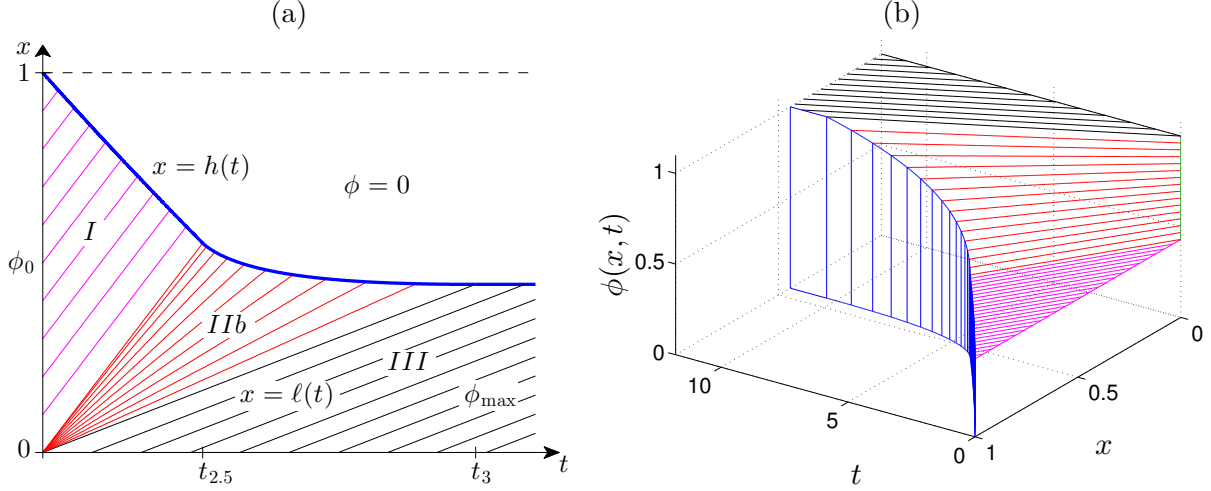 (a)
x
1
x = h(t)
ϕ = 0
I
ϕ₀
IIb
III
x = ℓ(t)
ϕmax
0
t₂.₅
t₃
t
(b)
ϕ(x, t)
1
0.5
0
10
5
0
t
1
0.5
0
x